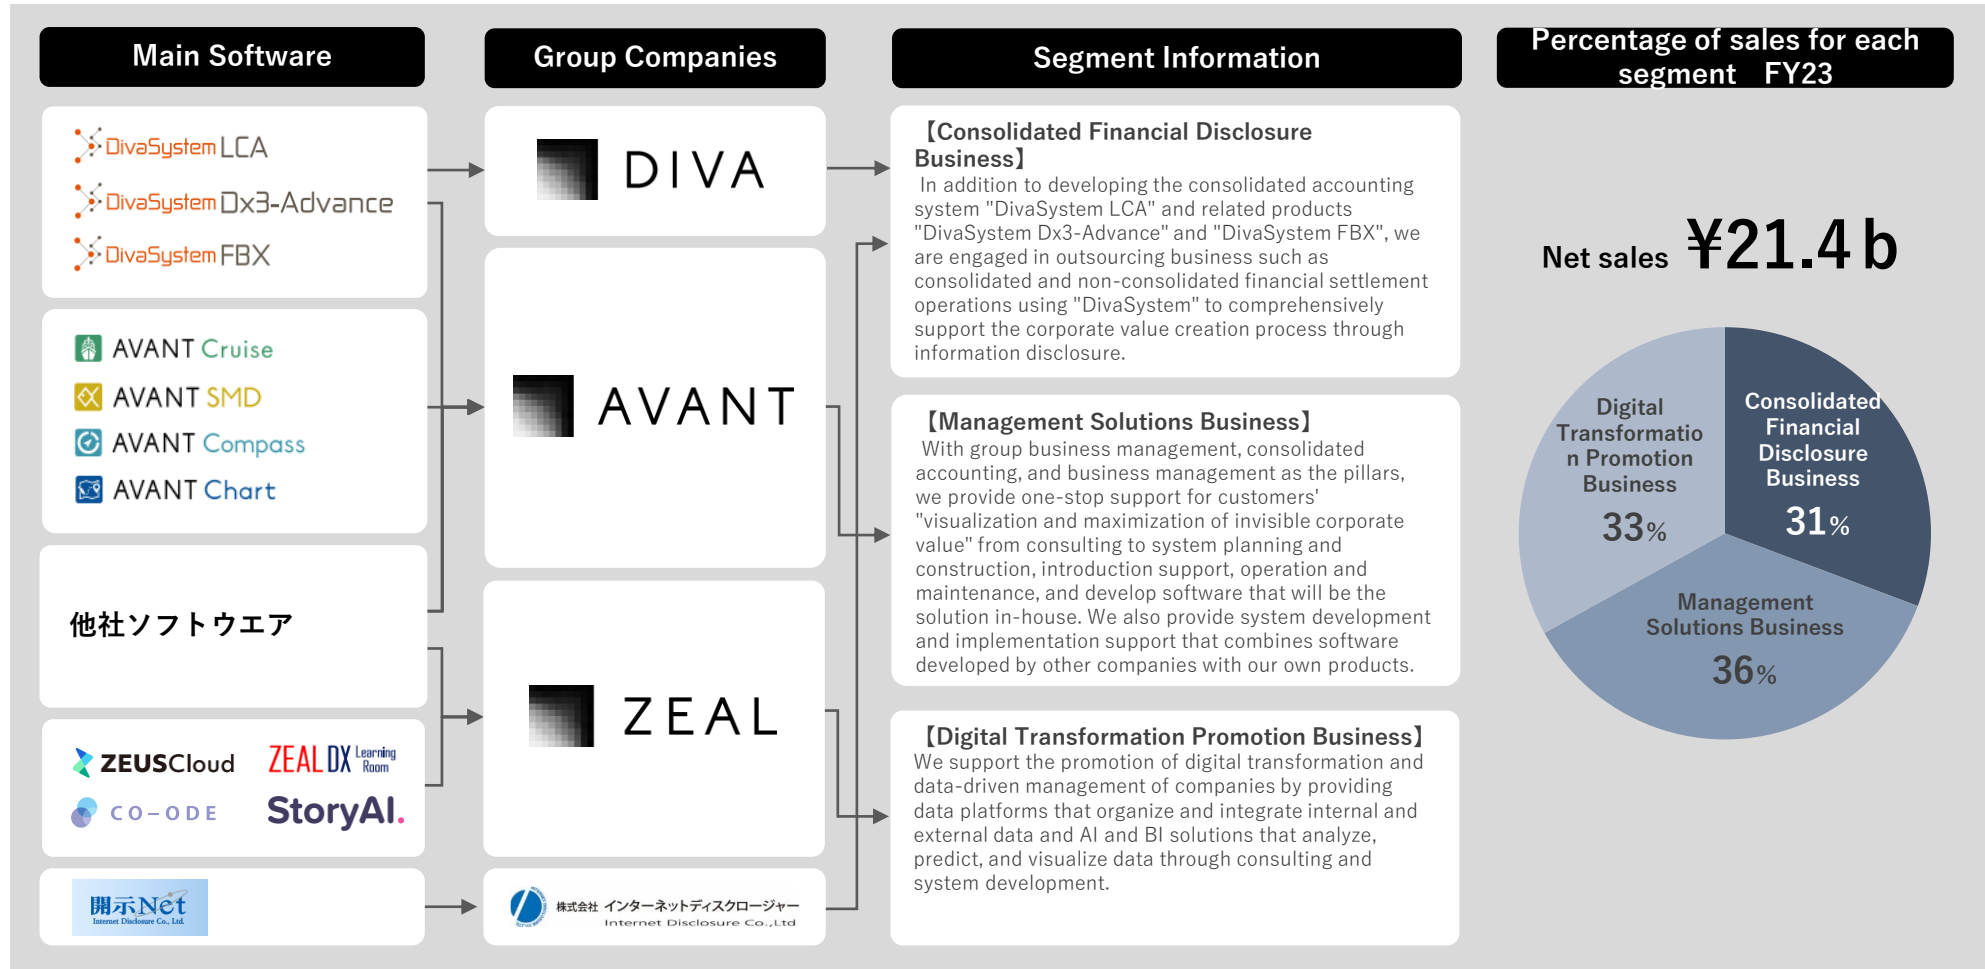 Main Software
DivaSystem LCA
DivaSystem Dx3-Advance
DivaSystem FBX
AVANT Cruise
AVANT SMD
AVANT Compass
AVANT Chart
他社ソフトウエア
ZEUSCloud
ZEAL DX Learning Room
CO-ODE
StoryAI.
開示Net
Internet Disclosure Co., Ltd.
Group Companies
DIVA
AVANT
ZEAL
株式会社 インターネットディスクロージャー
Internet Disclosure Co.,Ltd
Segment Information
【Consolidated Financial Disclosure
Business】
In addition to developing the consolidated accounting
system "DivaSystem LCA" and related products
"DivaSystem Dx3-Advance" and "DivaSystem FBX", we
are engaged in outsourcing business such as
consolidated and non-consolidated financial settlement
operations using "DivaSystem" to comprehensively
support the corporate value creation process through
information disclosure.
【Management Solutions Business】
With group business management, consolidated
accounting, and business management as the pillars,
we provide one-stop support for customers'
"visualization and maximization of invisible corporate
value" from consulting to system planning and
construction, introduction support, operation and
maintenance, and develop software that will be the
solution in-house. We also provide system development
and implementation support that combines software
developed by other companies with our own products.
【Digital Transformation Promotion Business】
We support the promotion of digital transformation and
data-driven management of companies by providing
data platforms that organize and integrate internal and
external data and AI and BI solutions that analyze,
predict, and visualize data through consulting and
system development.
Percentage of sales for each
segment FY23
Net sales ¥21.4 b
Digital
Transformatio
n Promotion
Business
33%
Consolidated
Financial
Disclosure
Business
31%
Management
Solutions Business
36%